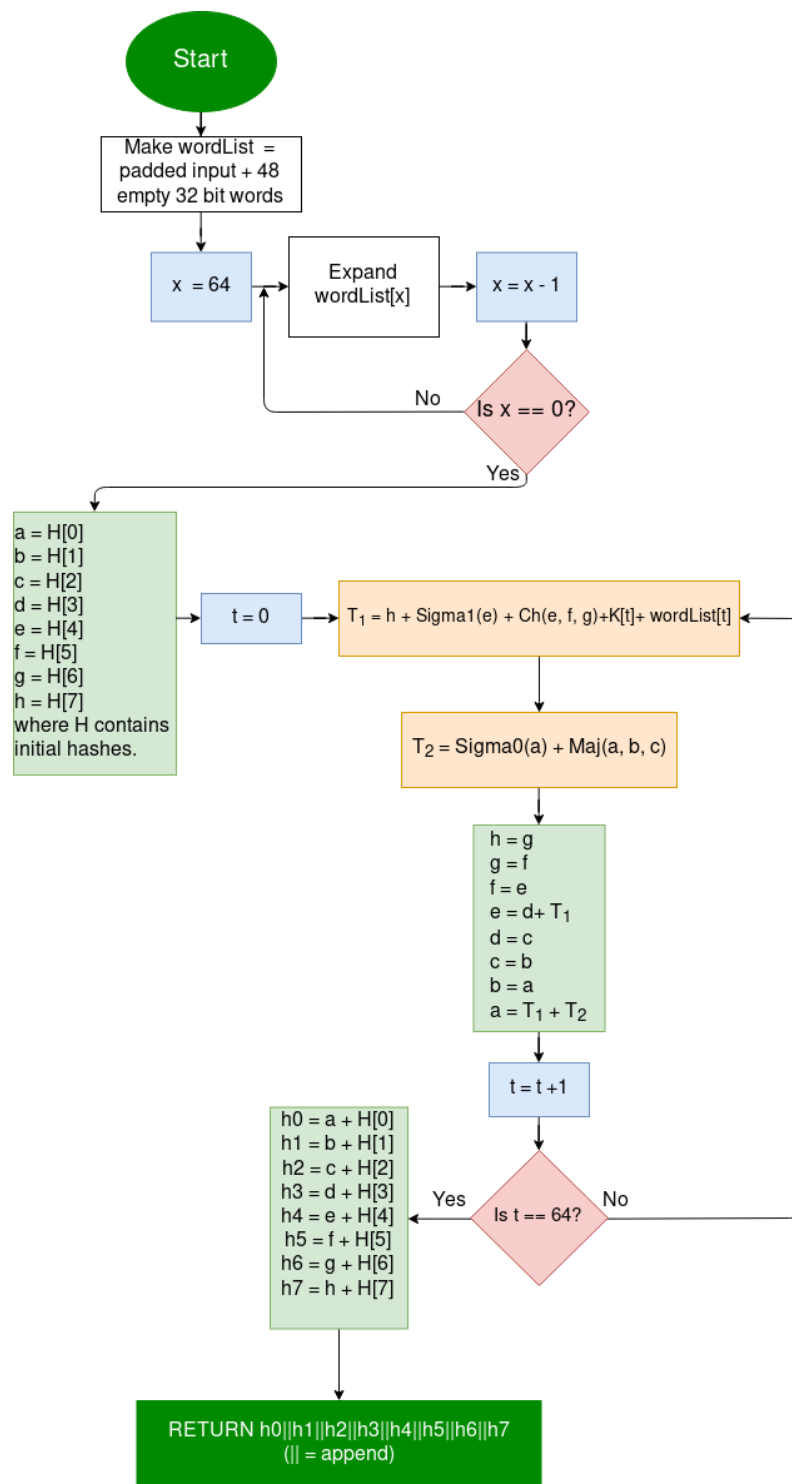 Start
Make wordList =
padded input + 48
empty 32 bit words
x = 64
Expand
wordList[x]
x = x - 1
Is x == 0?
No
Yes
a = H[0]
b = H[1]
c = H[2]
d = H[3]
e = H[4]
f = H[5]
g = H[6]
h = H[7]
where H contains
initial hashes.
t = 0
T₁ = h + Sigma1(e) + Ch(e, f, g)+K[t]+ wordList[t]
T₂ = Sigma0(a) + Maj(a, b, c)
h = g
g = f
f = e
e = d+ T₁
d = c
c = b
b = a
a = T₁ + T₂
t = t +1
Is t == 64?
Yes
No
h0 = a + H[0]
h1 = b + H[1]
h2 = c + H[2]
h3 = d + H[3]
h4 = e + H[4]
h5 = f + H[5]
h6 = g + H[6]
h7 = h + H[7]
RETURN h0||h1||h2||h3||h4||h5||h6||h7
(|| = append)